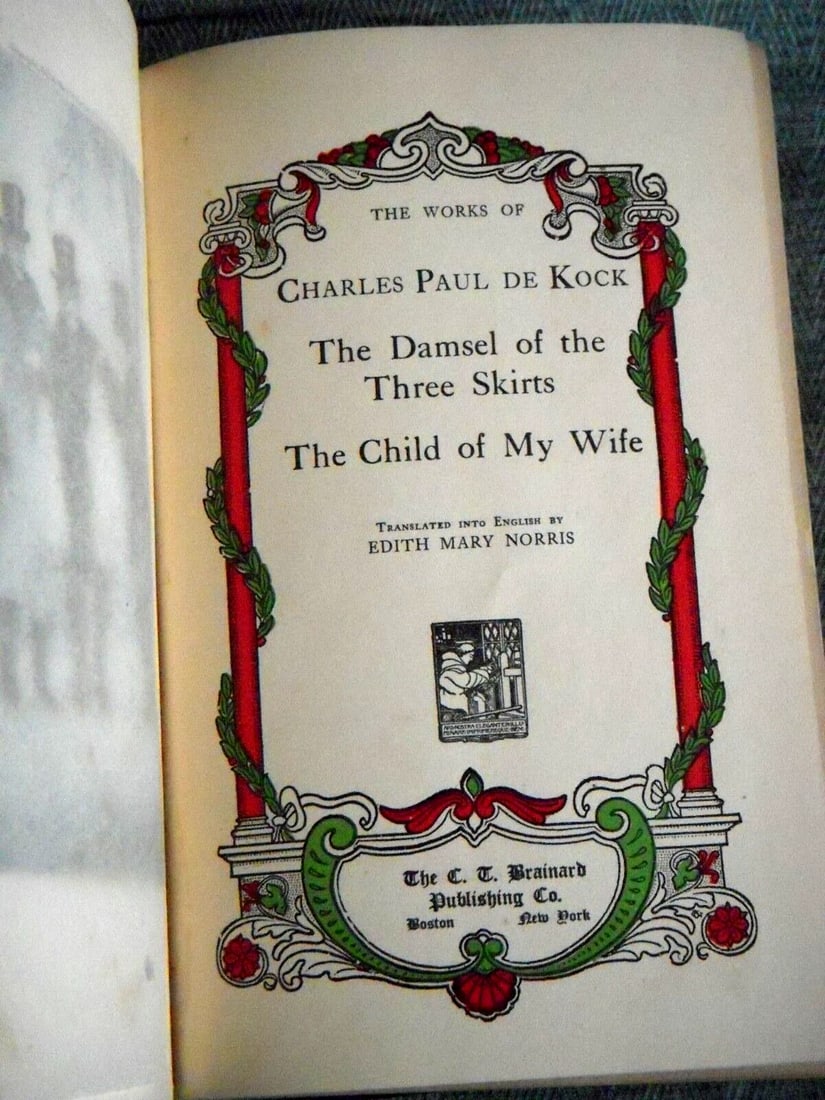 THE WORKS OF
CHARLES PAUL DE KOCK
The Damsel of the
Three Skirts
The Child of My Wife
TRANSLATED INTO ENGLISH BY
EDITH MARY NORRIS
The C. T. Brainard
Publishing Co.
Boston New York